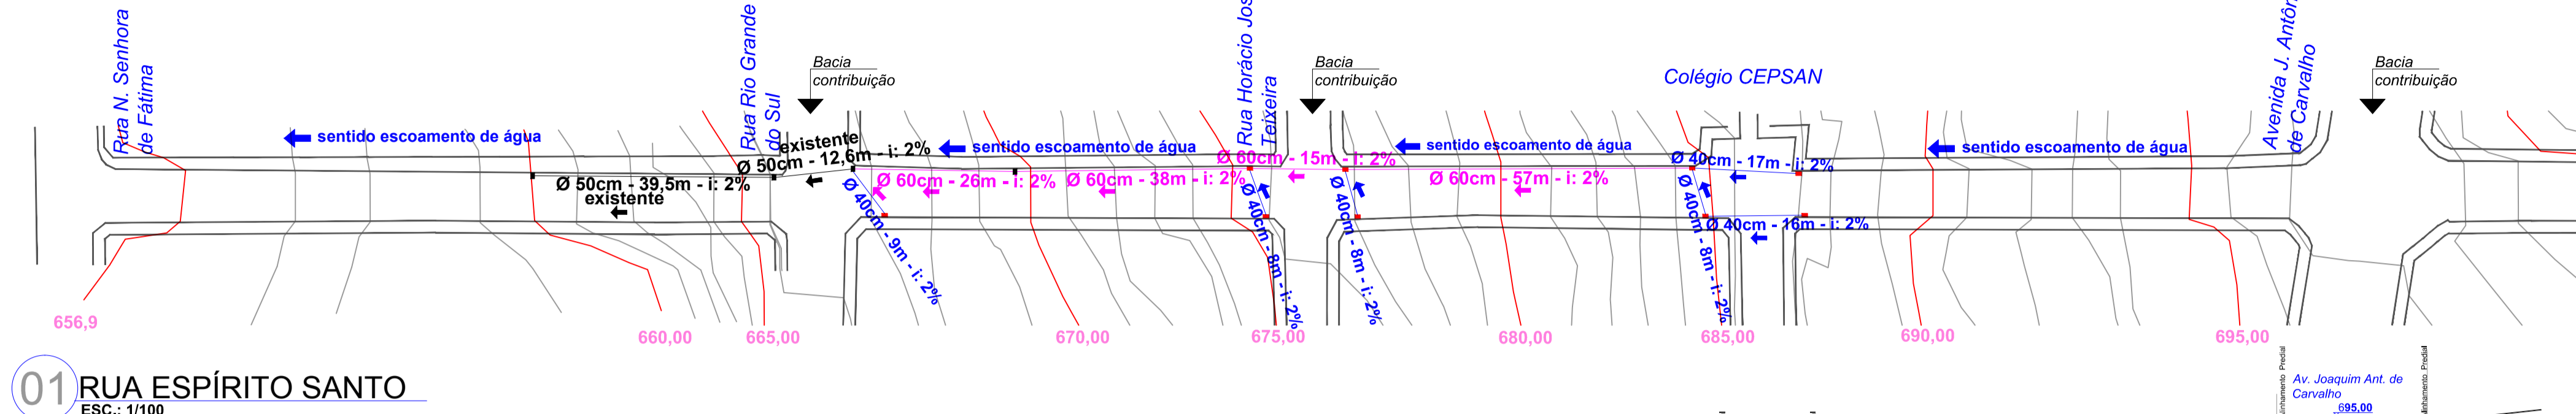 Rua N. Senhora
de Fátima
sentido escoamento de água
Rua Rio Grande
do Sul
Bacia
contribuição
existente
Ø 50cm - 12,6m - i: 2%
Ø 50cm - 39,5m - i: 2%
existente
sentido escoamento de água
Ø 40cm - 9m - i: 2%
Ø 60cm - 26m - i: 2%
Ø 60cm - 38m - i: 2%
Rua Horácio Jos
Teixeira
Bacia
contribuição
Ø 60cm - 15m - i: 2%
Ø 40cm - 8m - i: 2%
Ø 40cm - 8m - i: 2%
sentido escoamento de água
Ø 60cm - 57m - i: 2%
Colégio CEPSAN
Ø 40cm - 17m - i: 2%
Ø 40cm - 8m - i: 2%
Ø 40cm - 16m - i: 2%
sentido escoamento de água
Avenida J. Antôn
de Carvalho
Bacia
contribuição
656,9
660,00
665,00
670,00
675,00
680,00
685,00
690,00
695,00
01
RUA ESPÍRITO SANTO
ESC.: 1/100
Predial
Av. Joaquim Ant. de
Carvalho
695,00
Predial